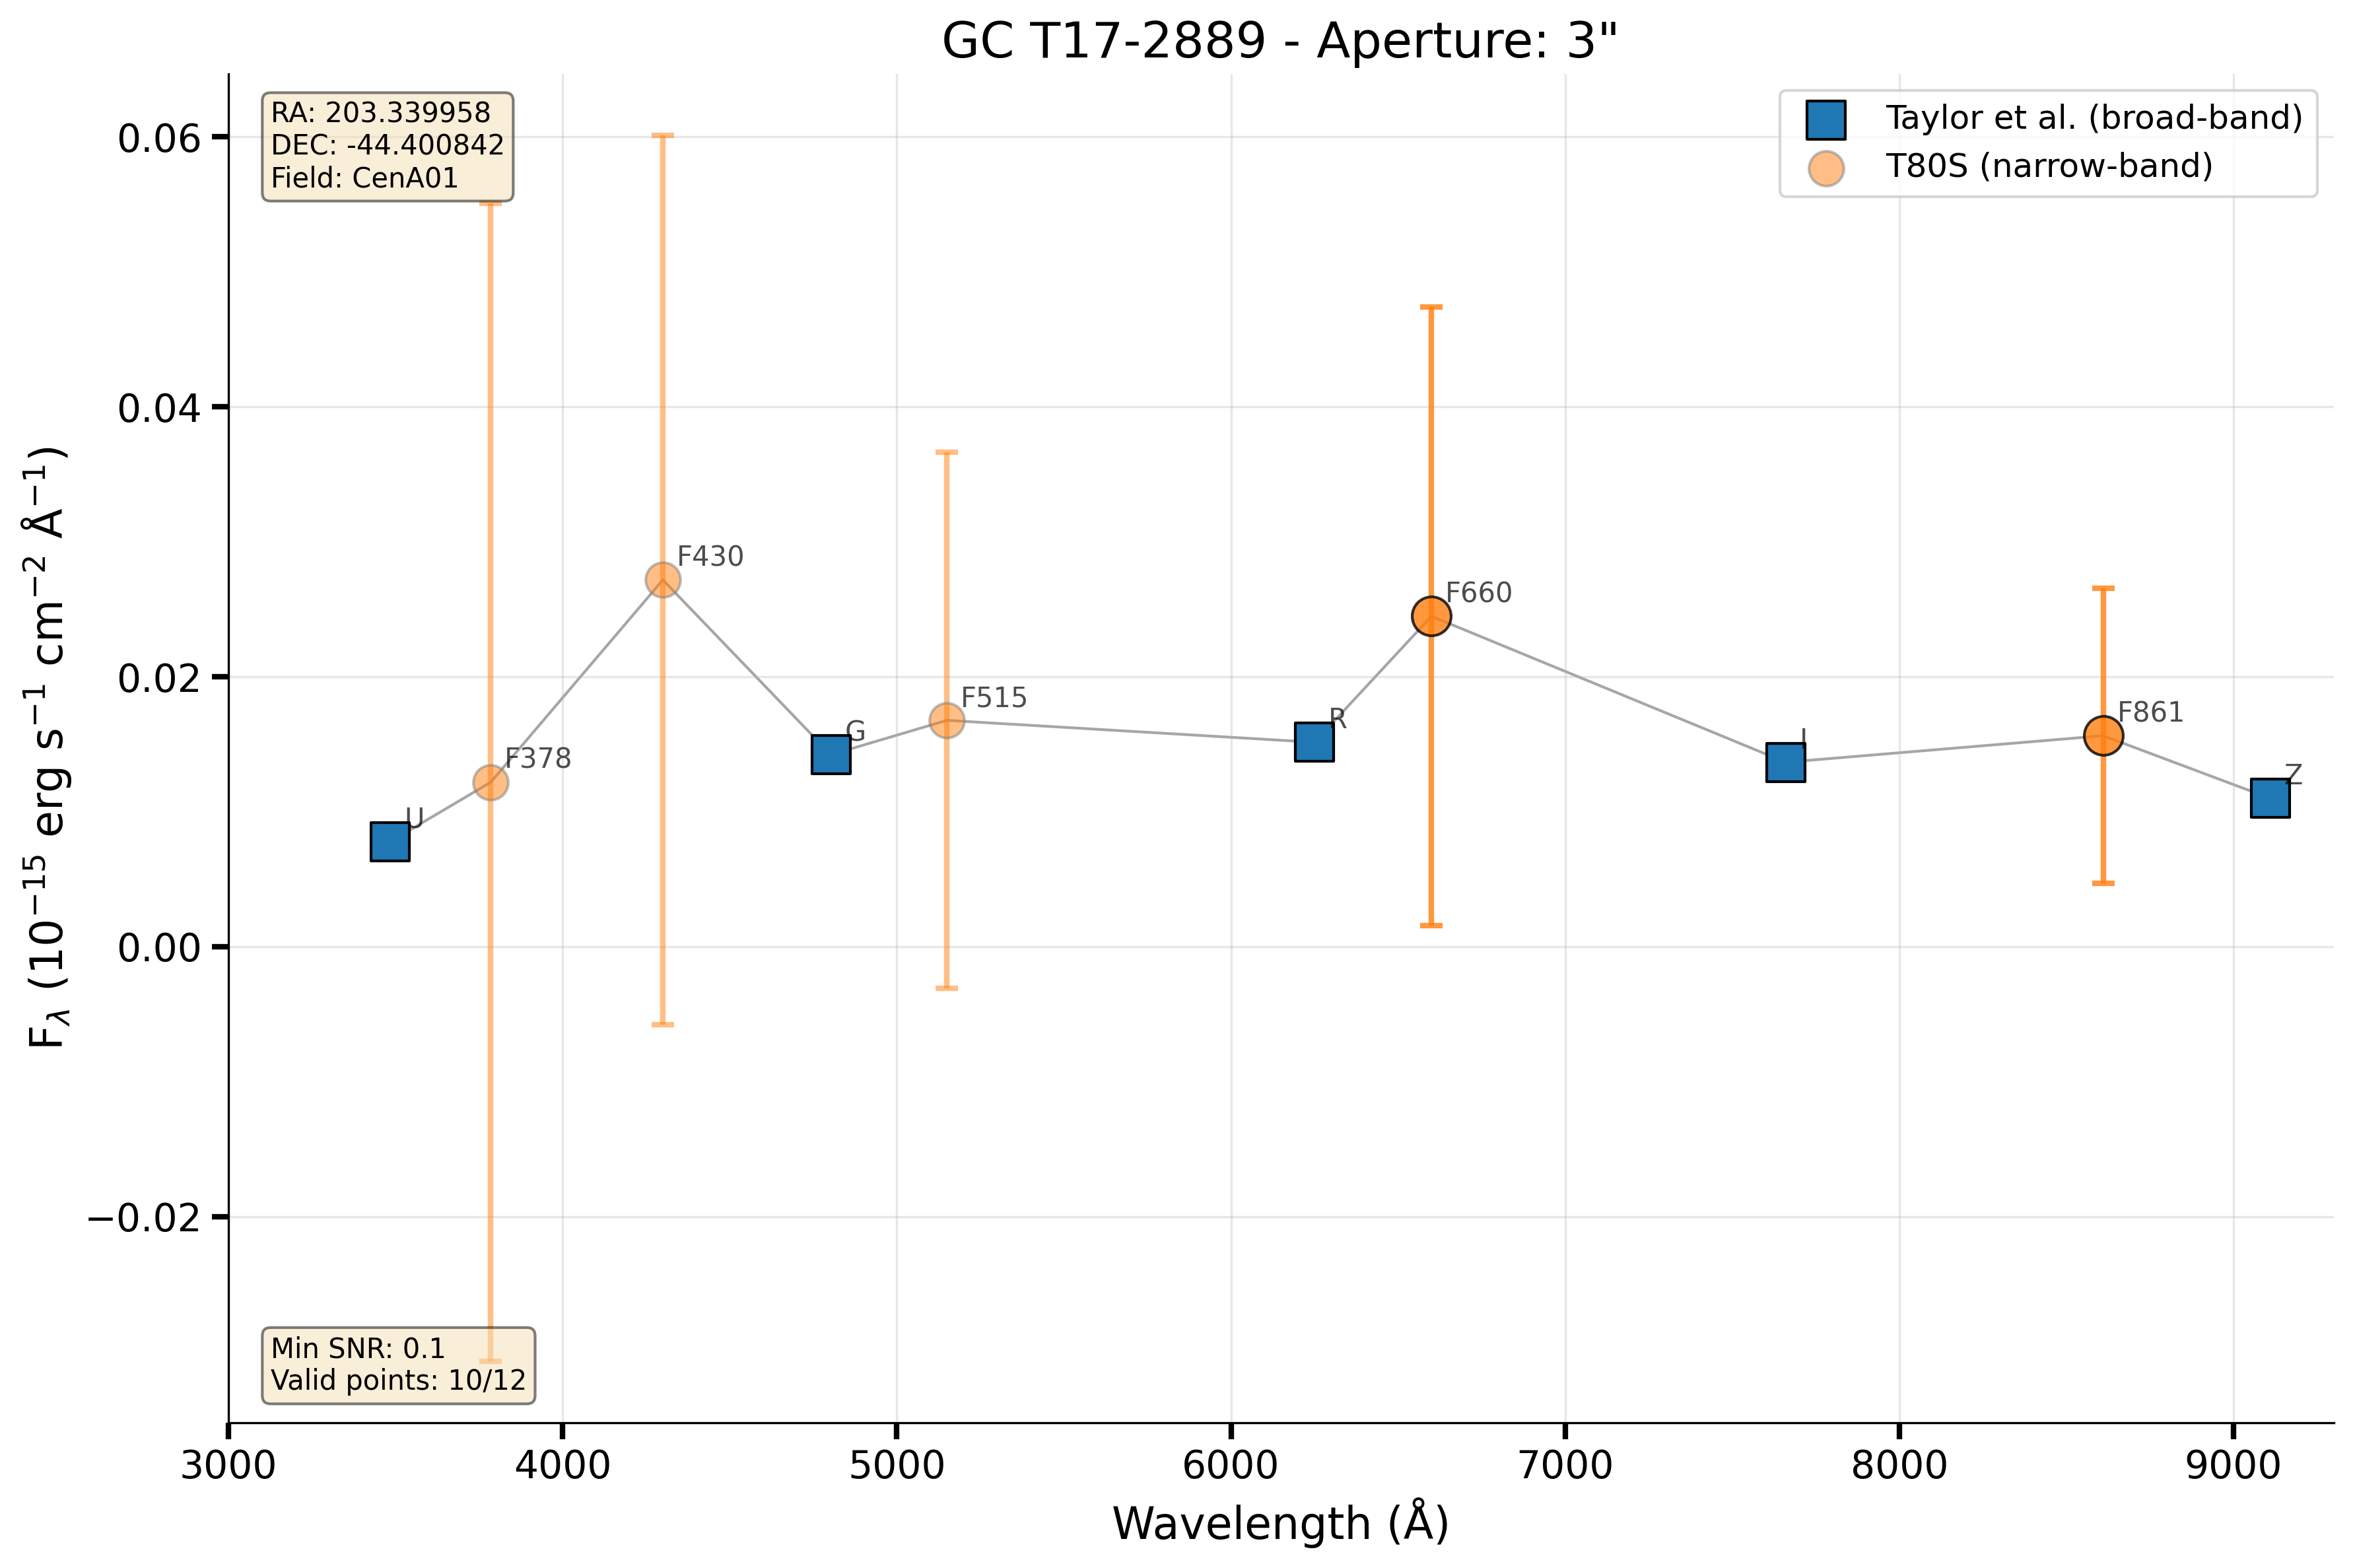 GC T17-2889 - Aperture: 3"
RA: 203.339958
DEC: -44.400842
Field: CenA01
Taylor et al. (broad-band)
T80S (narrow-band)
0.06
0.04
0.02
0.00
−0.02
F_λ (10⁻¹⁵ erg s⁻¹ cm⁻² Å⁻¹)
U
F378
F430
G
F515
R
F660
I
F861
Z
Min SNR: 0.1
Valid points: 10/12
3000 4000 5000 6000 7000 8000 9000
Wavelength (Å)